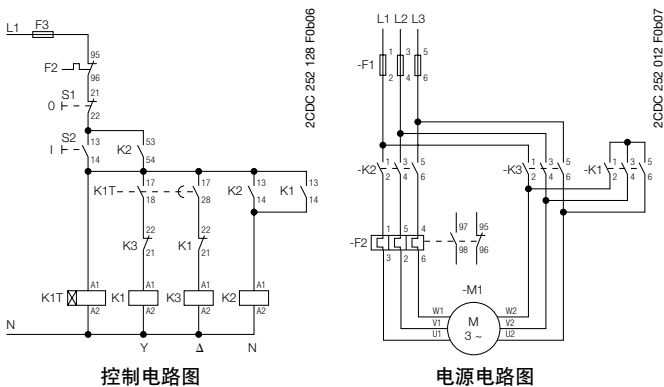 L1 F3
95
F2
96
S1 21
0
22
S2 13 53
I K2
14 54
17 17 13 13
K1T K2 K1
18 28 14 14
22 22
K3 K1
21 21
A1 A1 A1 A1
K1T K1 K3 K2
A2 A2 A2 A2
N
Y Δ N
控制电路图
2CDC 252 128 F0b06
L1 L2 L3
1 3 5
-F1
2 4 6
1 3 5 1 3 5 1 3 5
-K2 -K3 -K1
2 4 6 2 4 6 2 4 6
1 5 4 97 95
-F2
3 2 6 98 96
-M1
W1 W2
V1 M V2
U1 3 ~ U2
电源电路图
2CDC 252 012 F0b07